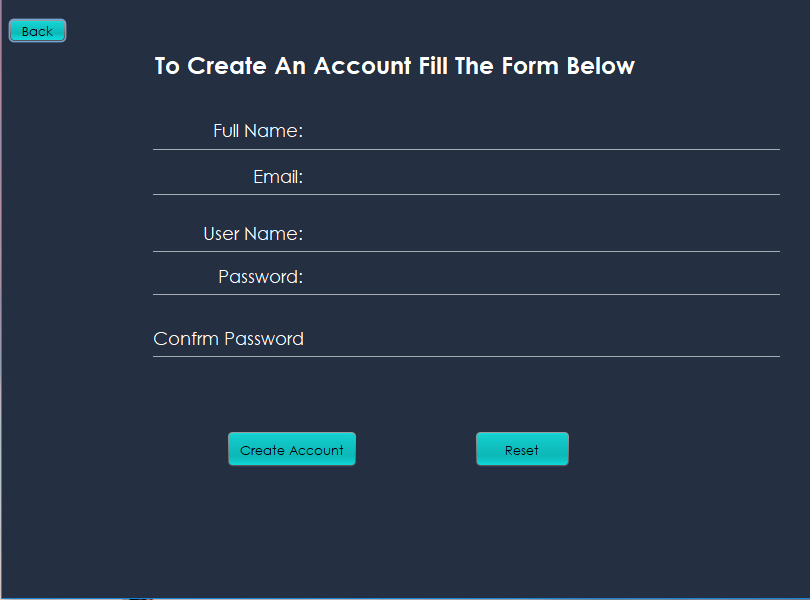 Back
To Create An Account Fill The Form Below
Full Name:
Email:
User Name:
Password:
Confrm Password
Create Account
Reset